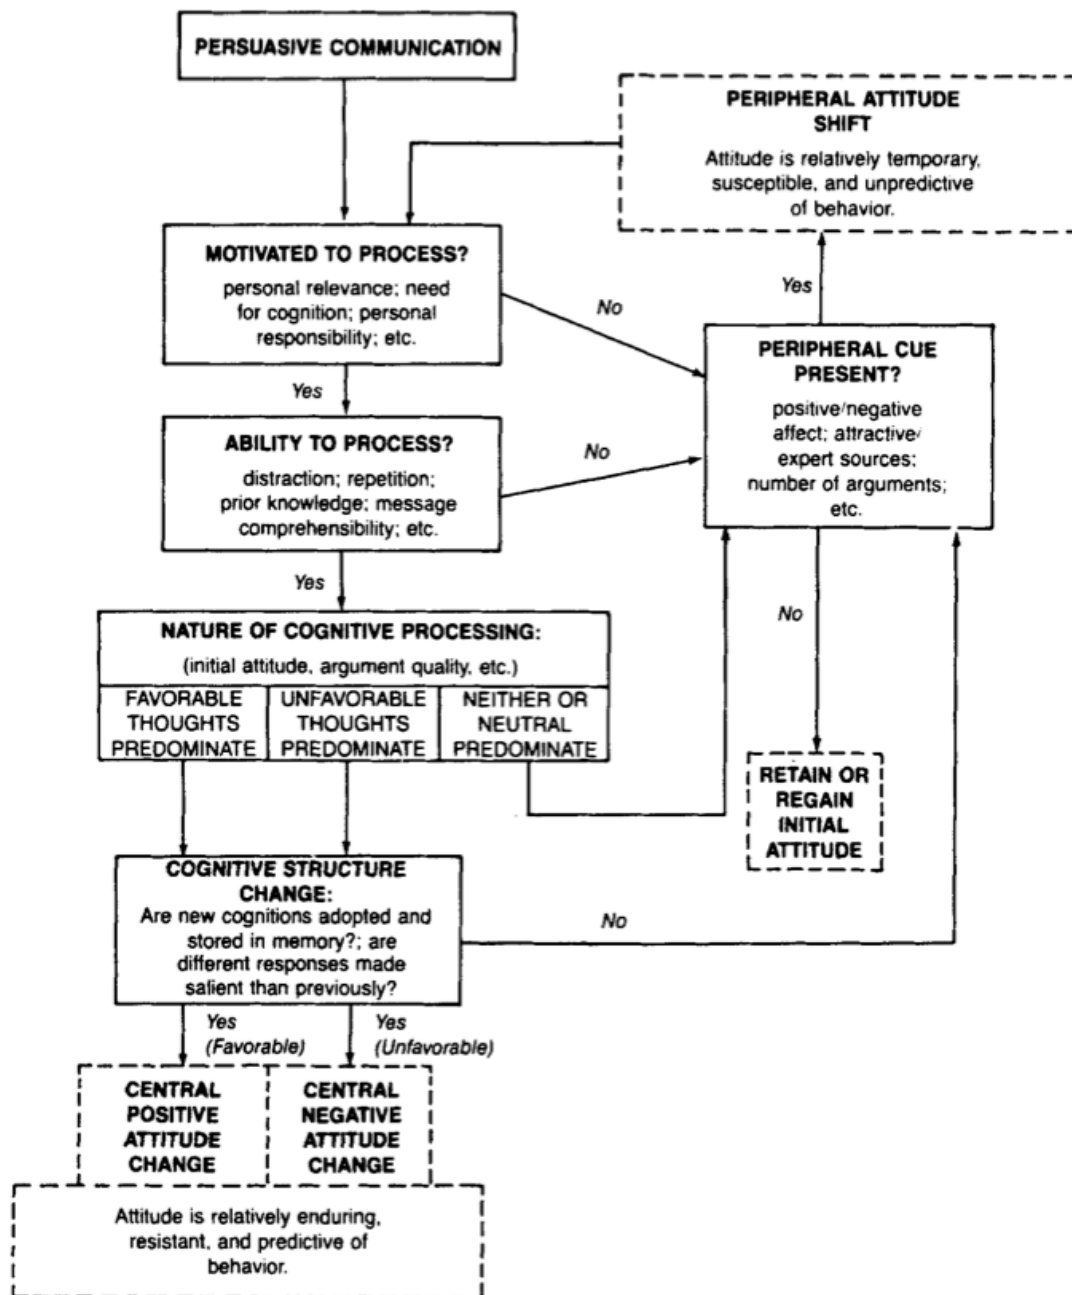 PERSUASIVE COMMUNICATION
PERIPHERAL ATTITUDE
SHIFT
Attitude is relatively temporary,
susceptible, and unpredictive
of behavior.
MOTIVATED TO PROCESS?
personal relevance; need
for cognition; personal
responsibility; etc.
No
Yes
PERIPHERAL CUE
PRESENT?
positive/negative
affect; attractive/
expert sources;
number of arguments;
etc.
Yes
ABILITY TO PROCESS?
distraction; repetition;
prior knowledge; message
comprehensibility; etc.
No
Yes
NATURE OF COGNITIVE PROCESSING:
(initial attitude, argument quality, etc.)
FAVORABLE
THOUGHTS
PREDOMINATE
UNFAVORABLE
THOUGHTS
PREDOMINATE
NEITHER OR
NEUTRAL
PREDOMINATE
No
RETAIN OR
REGAIN
INITIAL
ATTITUDE
COGNITIVE STRUCTURE
CHANGE:
Are new cognitions adopted and
stored in memory?; are
different responses made
salient than previously?
No
Yes
(Favorable)
Yes
(Unfavorable)
CENTRAL
POSITIVE
ATTITUDE
CHANGE
CENTRAL
NEGATIVE
ATTITUDE
CHANGE
Attitude is relatively enduring,
resistant, and predictive of
behavior.